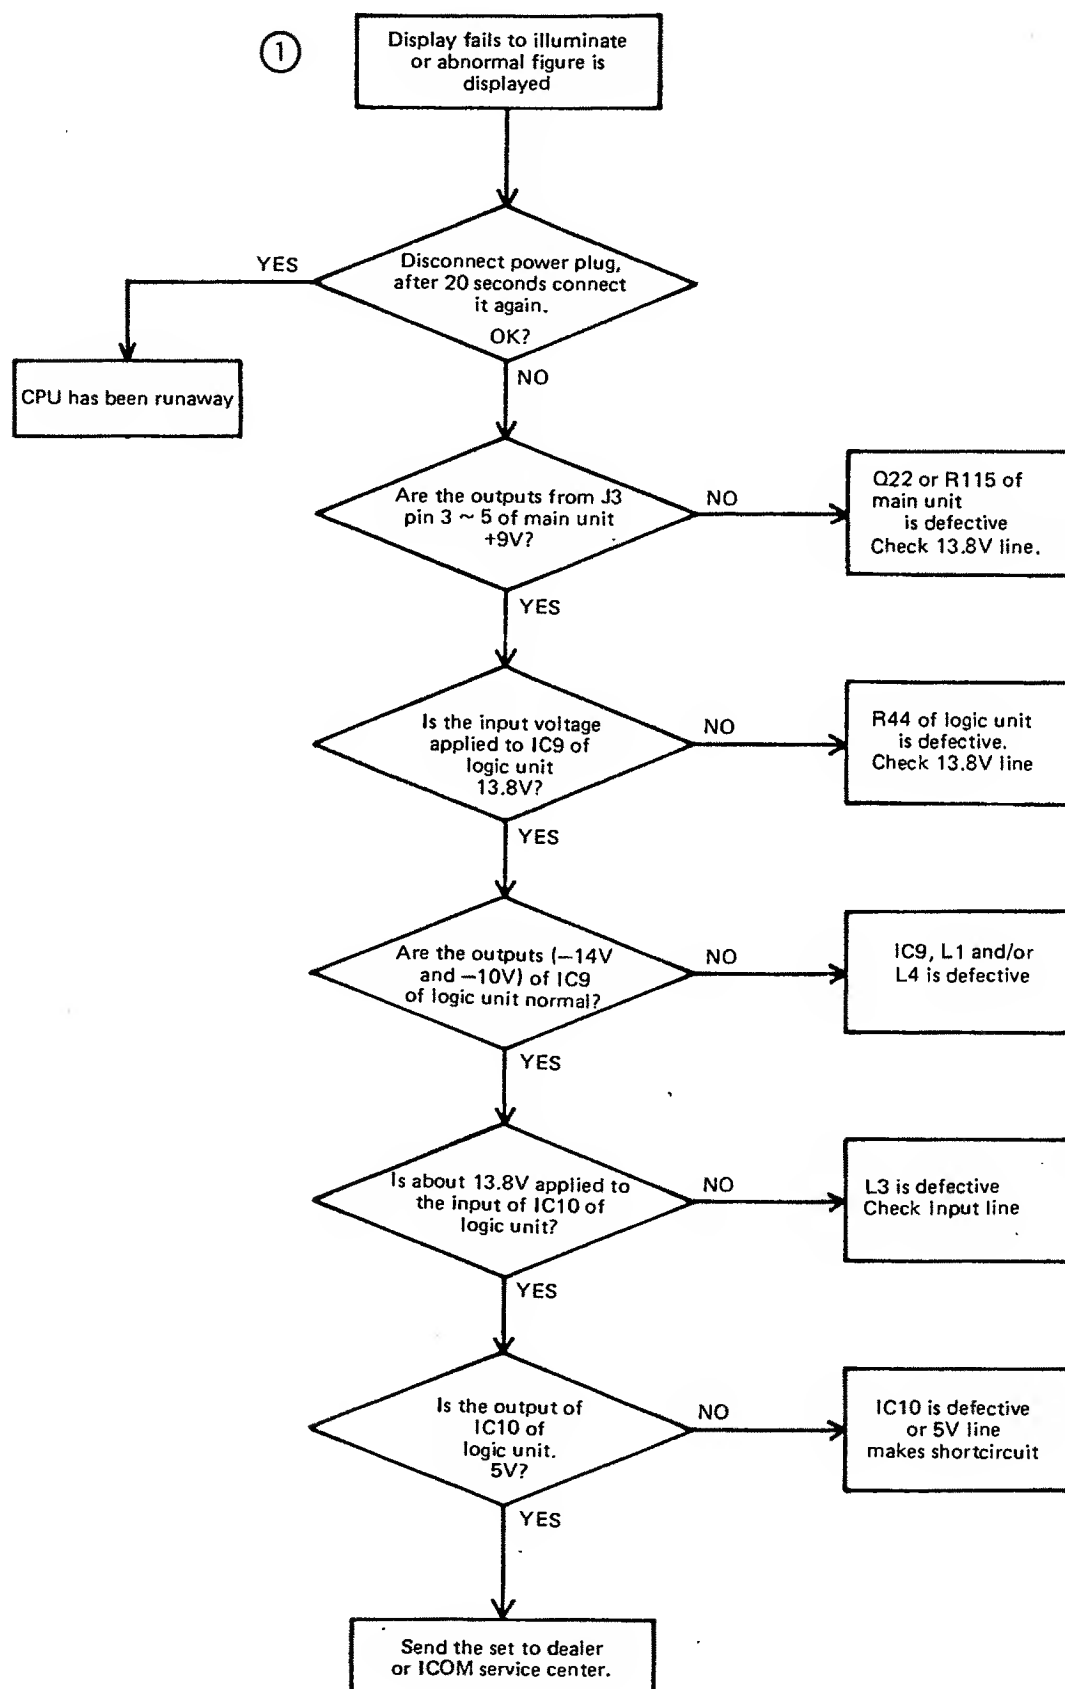 1
Display fails to illuminate
or abnormal figure is
displayed
YES
Disconnect power plug,
after 20 seconds connect
it again.
OK?
CPU has been runaway
NO
Are the outputs from J3
pin 3 ~ 5 of main unit
+9V?
NO
Q22 or R115 of
main unit
is defective
Check 13.8V line.
YES
Is the input voltage
applied to IC9 of
logic unit
13.8V?
NO
R44 of logic unit
is defective.
Check 13.8V line
YES
Are the outputs (−14V
and −10V) of IC9
of logic unit normal?
NO
IC9, L1 and/or
L4 is defective
YES
Is about 13.8V applied to
the input of IC10 of
logic unit?
NO
L3 is defective
Check Input line
YES
Is the output of
IC10 of
logic unit.
5V?
NO
IC10 is defective
or 5V line
makes shortcircuit
YES
Send the set to dealer
or ICOM service center.